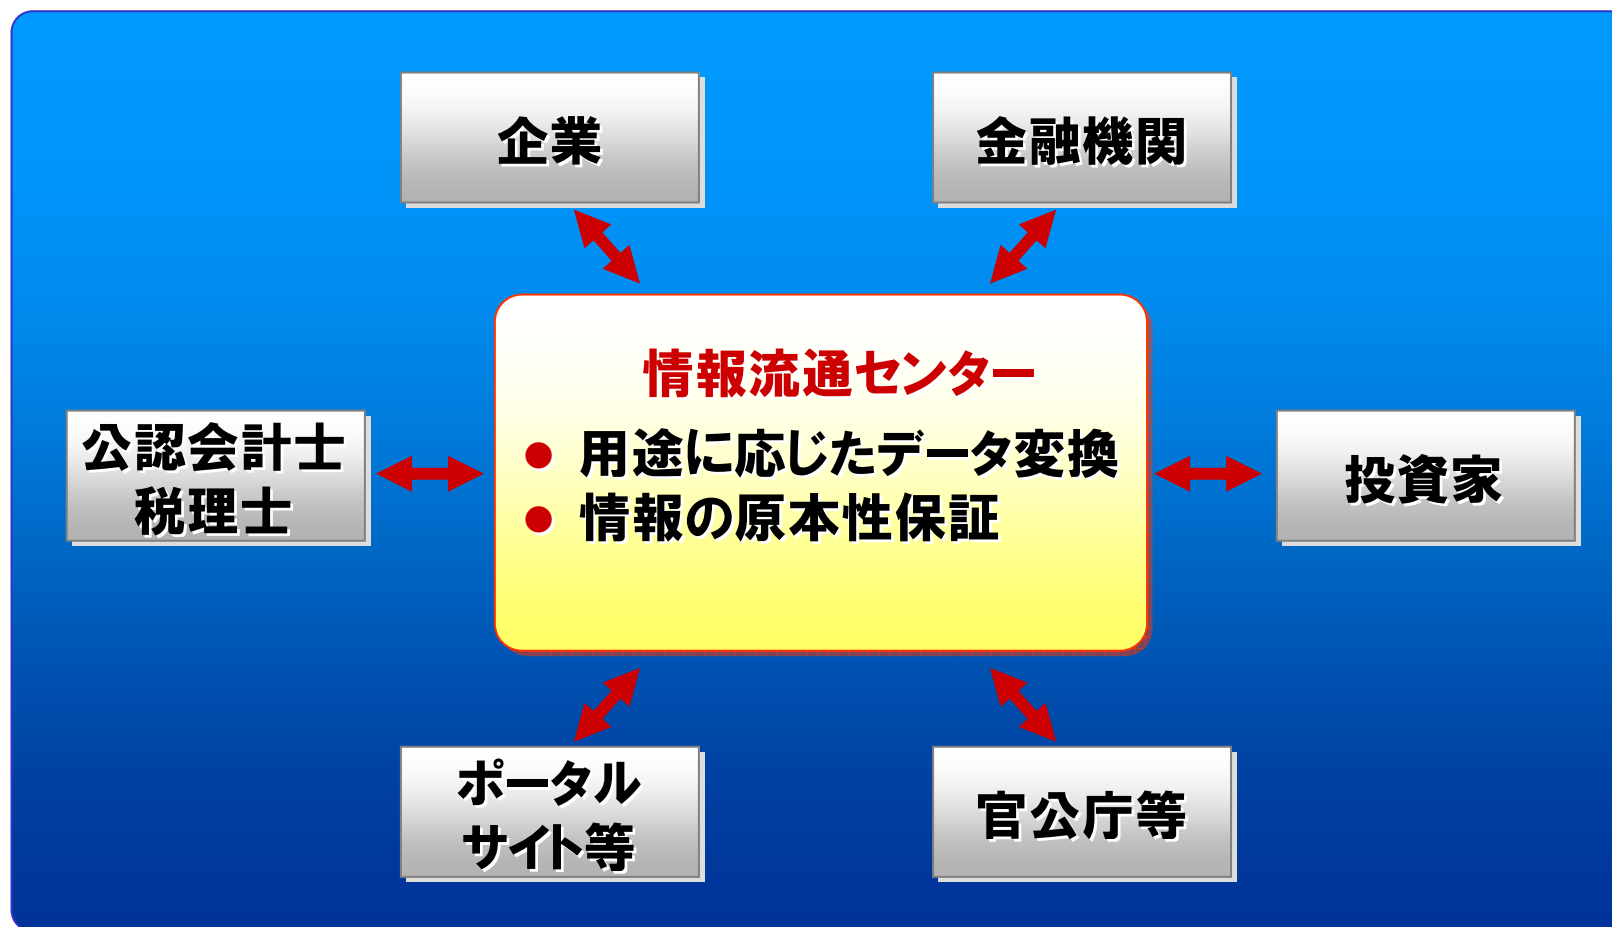 企業
金融機関
情報流通センター
● 用途に応じたデータ変換
● 情報の原本性保証
公認会計士
税理士
投資家
ポータル
サイト等
官公庁等